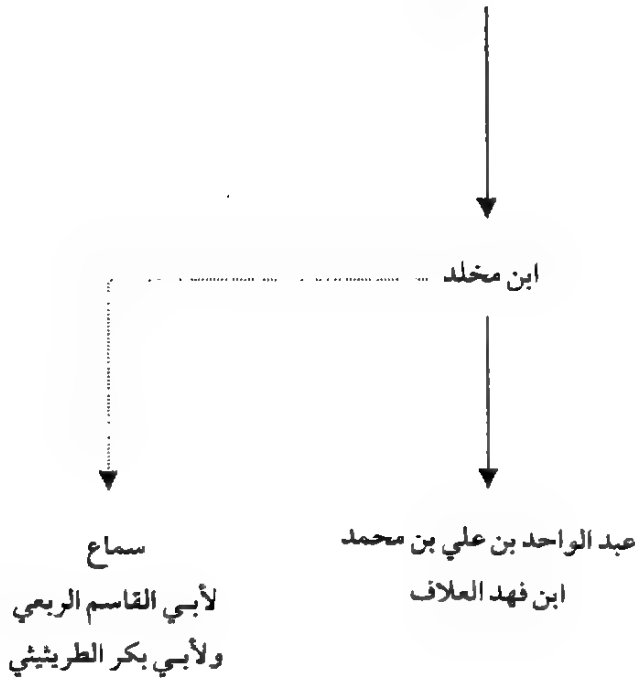 ابن مخلد
عبد الواحد بن علي بن محمد
ابن فهد العلاف
سماع
لأبي القاسم الربعي
ولأبي بكر الطريثيثي